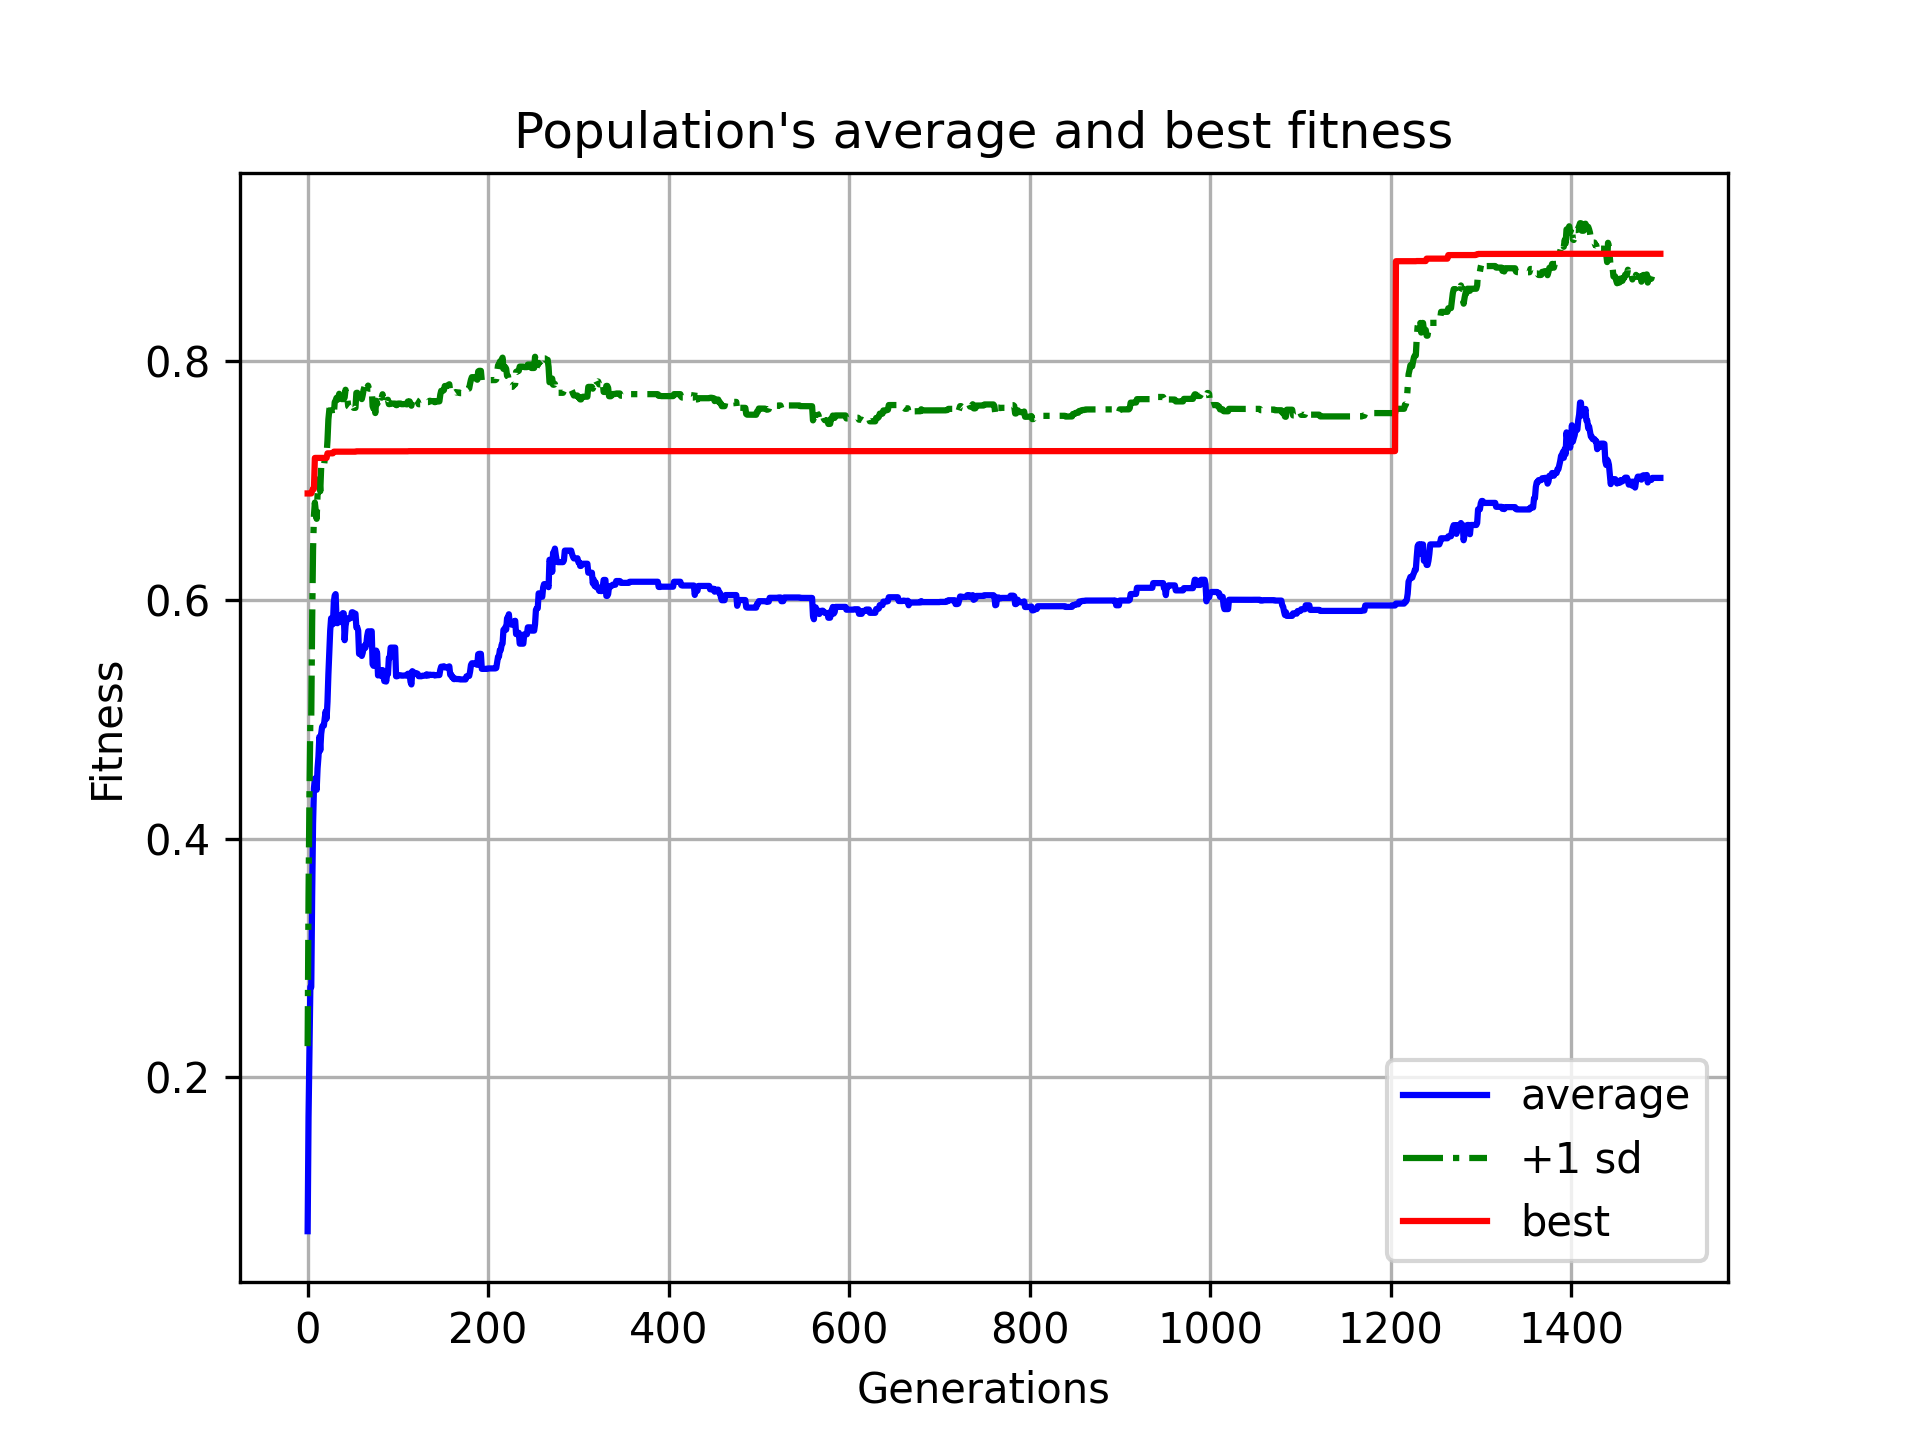 Population's average and best fitness
Fitness
0.8
0.6
0.4
0.2
average
+1 sd
best
0 200 400 600 800 1000 1200 1400
Generations